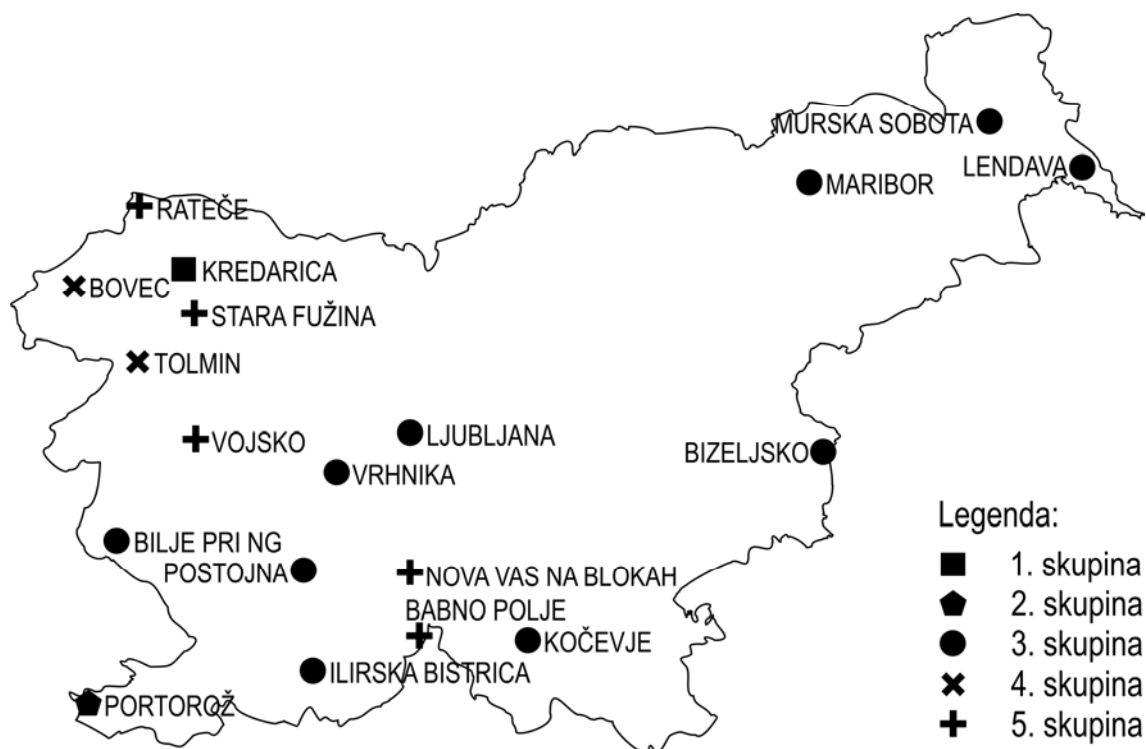 MURSKA SOBOTA
LENDAVA
MARIBOR
RATEČE
KREDARICA
BOVEC
STARA FUŽINA
TOLMIN
LJUBLJANA
VOJSKO
BIZELJSKO
VRHNIKA
BILJE PRI NG
POSTOJNA
NOVA VAS NA BLOKAH
BABNO POLJE
KOČEVJE
ILIRSKA BISTRICA
PORTOROŽ
Legenda:
1. skupina
2. skupina
3. skupina
4. skupina
5. skupina